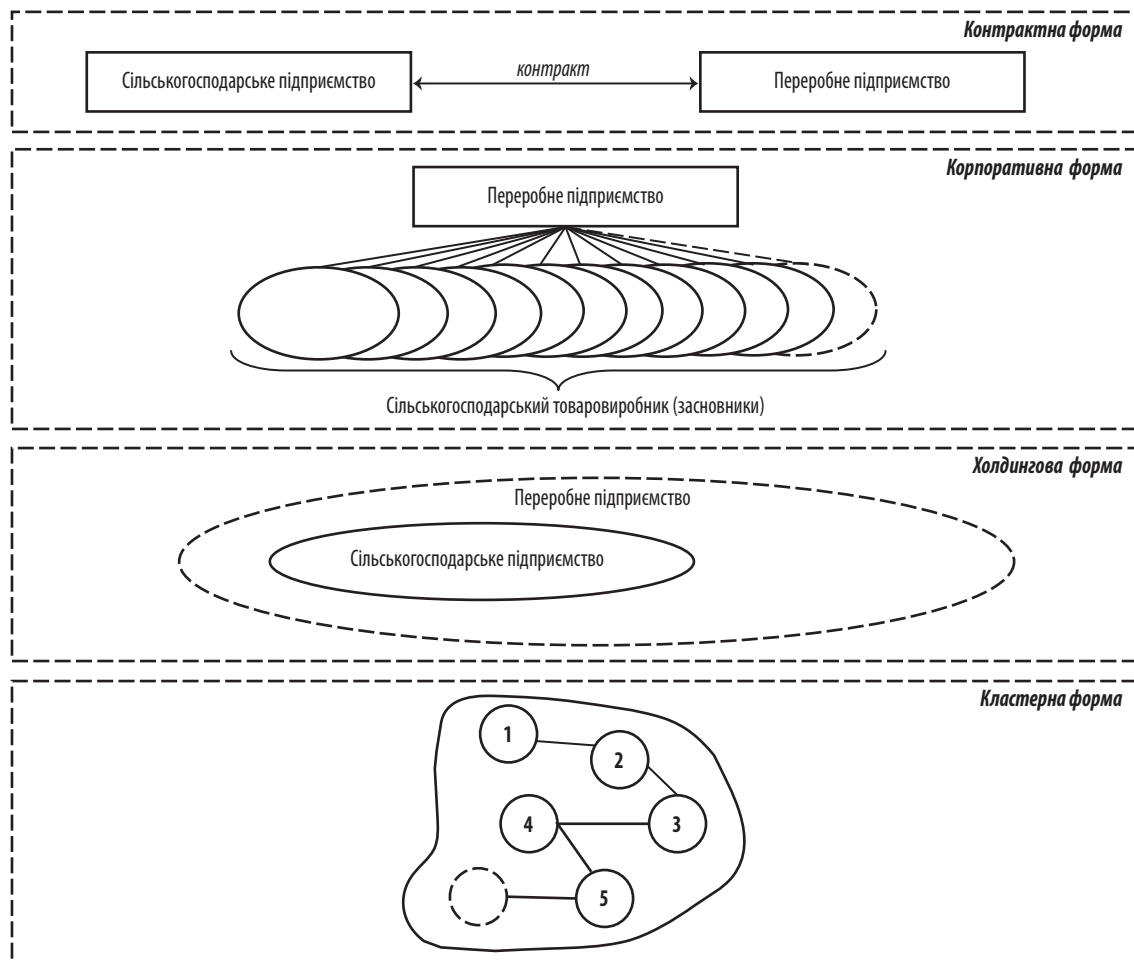 Контрактна форма
Сільськогосподарське підприємство
контракт
Переробне підприємство
Корпоративна форма
Переробне підприємство
Сільськогосподарський товаровиробник (засновники)
Холдингова форма
Переробне підприємство
Сільськогосподарське підприємство
Кластерна форма
1
2
4
3
5